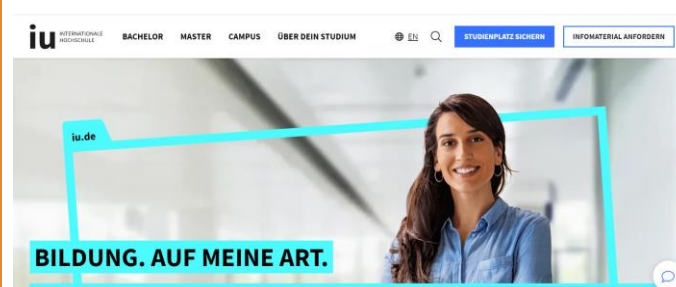 iu INTERNATIONALE
HOCHSCHULE
BACHELOR MASTER CAMPUS ÜBER DEIN STUDIUM EN STUDIENPLATZ SICHERN INFOMATERIAL ANFORDERN
iu.de
BILDUNG. AUF MEINE ART.